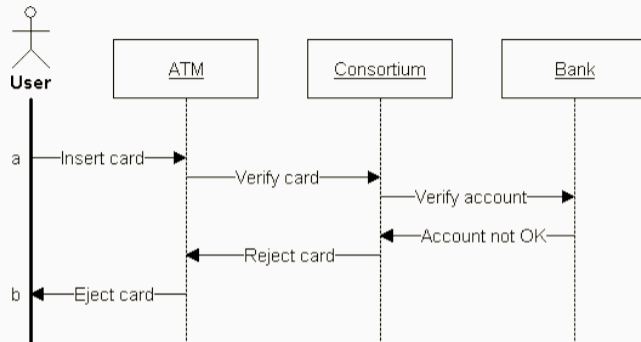 User
ATM
Consortium
Bank
a
Insert card
Verify card
Verify account
Account not OK
Reject card
b
Eject card